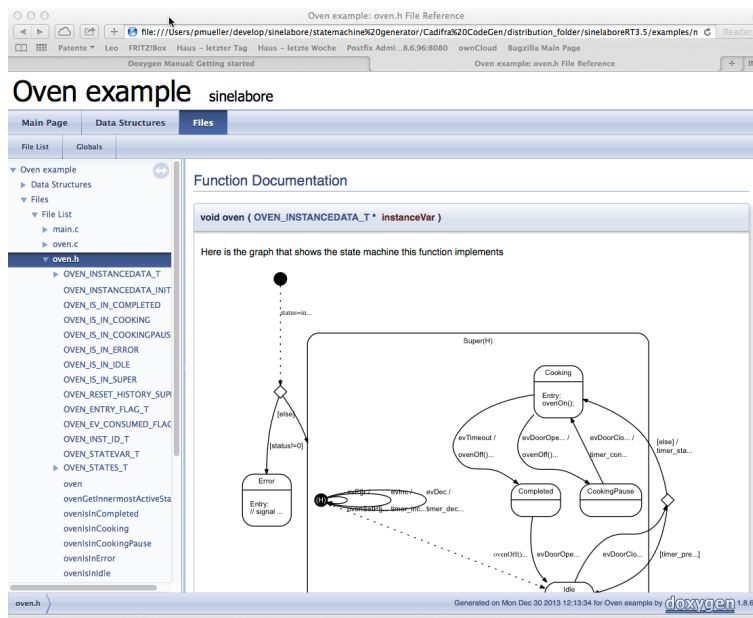 Oven example: oven.h File Reference
file:///Users/pmueller/develop/sinelabore/statemachine%20generator/Cadifra%20CodeGen/distribution_folder/sinelaboreRT3.5/examples/n
Reader
Patente Leo FRITZ!Box Haus – letzter Tag Haus – letzte Woche Postfix Admi...8.6.96:8080 ownCloud Bugzilla Main Page
Doxygen Manual: Getting started
Oven example: oven.h File Reference
Oven example sinelabore
Main Page Data Structures Files
File List Globals
Oven example
Data Structures
Files
File List
main.c
oven.c
oven.h
OVEN_INSTANCEDATA_T
OVEN_INSTANCEDATA_INIT
OVEN_IS_IN_COMPLETED
OVEN_IS_IN_COOKING
OVEN_IS_IN_COOKINGPAUS
OVEN_IS_IN_ERROR
OVEN_IS_IN_IDLE
OVEN_IS_IN_SUPER
OVEN_RESET_HISTORY_SUPI
OVEN_ENTRY_FLAG_T
OVEN_EV_CONSUMED_FLAC
OVEN_INST_ID_T
OVEN_STATEVAR_T
OVEN_STATES_T
oven
ovenGetInnermostActiveSta
ovenIsInCompleted
ovenIsInCooking
ovenIsInCookingPause
ovenIsInError
ovenIsInIdle
Function Documentation
void oven ( OVEN_INSTANCEDATA_T * instanceVar )
Here is the graph that shows the state machine this function implements
status=in...
Super(H)
Cooking
Entry:
ovenOn();
[else]
[status!=0]
evTimeout /
ovenOff()...
evDoorOpe... /
ovenOff()...
evDoorClo... /
timer_con...
[else] /
timer_sta...
Error
Entry:
// signal ...
(H)
evInc /
evDec /
timer_inc...
timer_dec...
Completed
CookingPause
ovenOff()...
evDoorOpe...
evDoorClo...
[timer_pre...]
Idle
oven.h
Generated on Mon Dec 30 2013 12:13:34 for Oven example by doxygen 1.8.6